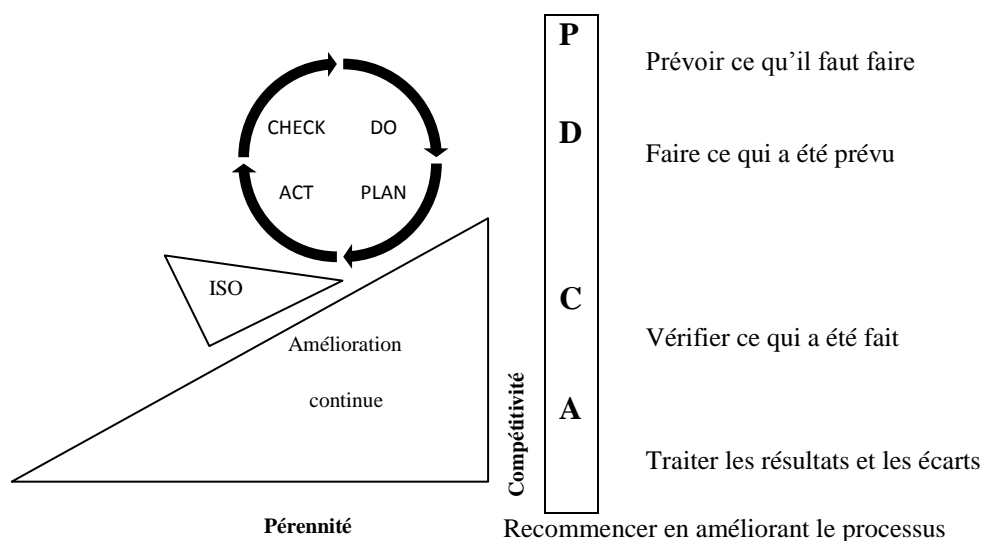 P
Prévoir ce qu'il faut faire
CHECK
DO
D
Faire ce qui a été prévu
ACT
PLAN
ISO
C
Vérifier ce qui a été fait
Amélioration
continue
Compétitivité
A
Traiter les résultats et les écarts
Pérennité
Recommencer en améliorant le processus